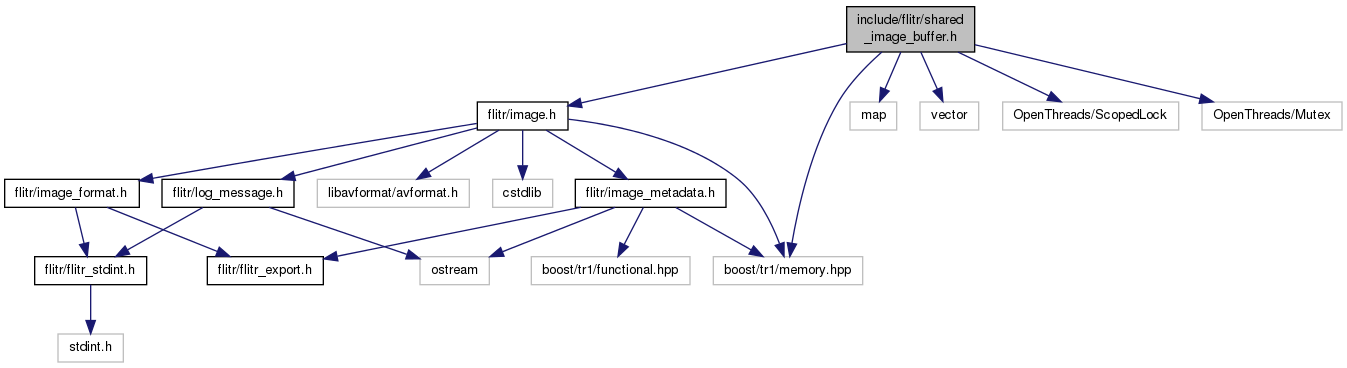 include/flitr/shared
_image_buffer.h
flitr/image.h
map
vector
OpenThreads/ScopedLock
OpenThreads/Mutex
flitr/image_format.h
flitr/log_message.h
libavformat/avformat.h
cstdlib
flitr/image_metadata.h
flitr/flitr_stdint.h
flitr/flitr_export.h
ostream
boost/tr1/functional.hpp
boost/tr1/memory.hpp
stdint.h